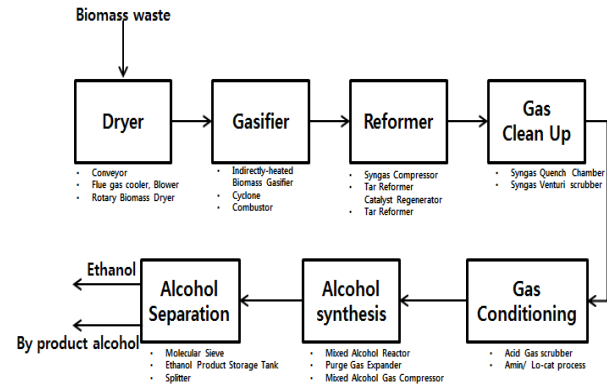 Biomass waste
Dryer
Gasifier
Reformer
Gas
Clean Up
• Conveyor
• Flue gas cooler, Blower
• Rotary Biomass Dryer
• Indirectly-heated
Biomass Gasifier
• Cyclone
• Combustor
• Syngas Compressor
• Tar Reformer
Catalyst Regenerator
• Tar Reformer
• Syngas Quench Chamber
• Syngas Venturi scrubber
Ethanol
By product alcohol
Alcohol
Separation
Alcohol
synthesis
Gas
Conditioning
• Molecular Sieve
• Ethanol Product Storage Tank
• Splitter
• Mixed Alcohol Reactor
• Purge Gas Expander
• Mixed Alcohol Gas Compressor
• Acid Gas scrubber
• Amin/ Lo-cat process